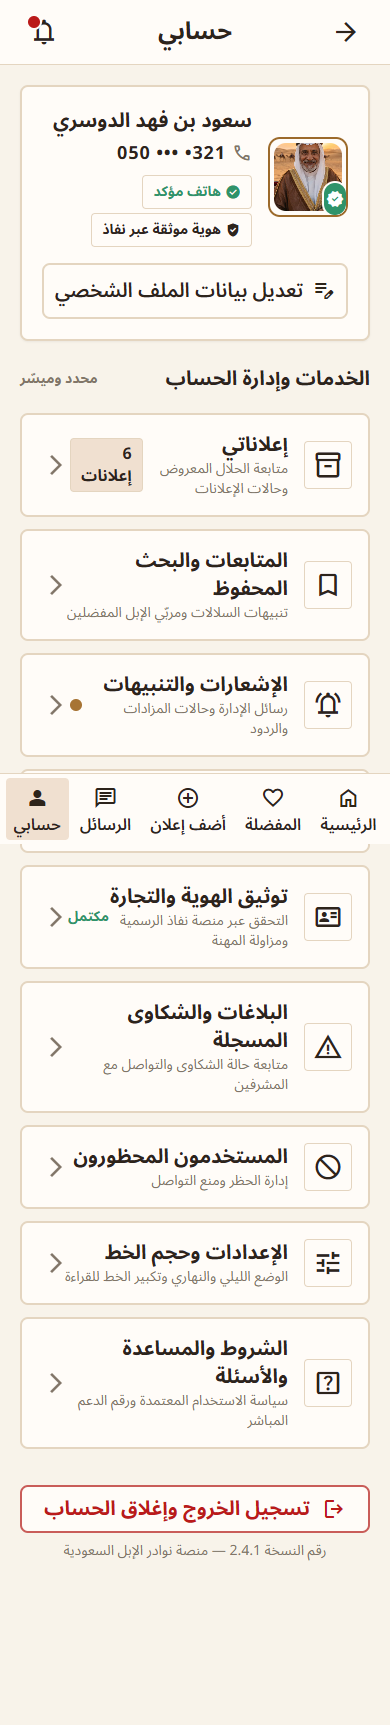 حسابي
سعود بن فهد الدوسري
050 ••• •321
هاتف مؤكد
هوية موثقة عبر نفاذ
تعديل بيانات الملف الشخصي
الخدمات وإدارة الحساب
محدد وميسّر
إعلاناتي
متابعة الحلال المعروض
وحالات الإعلانات
6
إعلانات
المتابعات والبحث
المحفوظ
تنبيهات السلالات ومربّي الإبل المفضلين
الإشعارات والتنبيهات
رسائل الإدارة وحالات المزادات
والردود
الرئيسية
المفضلة
أضف إعلان
الرسائل
حسابي
توثيق الهوية والتجارة
التحقق عبر منصة نفاذ الرسمية
ومزاولة المهنة
مكتمل
البلاغات والشكاوى
المسجلة
متابعة حالة الشكاوى والتواصل مع
المشرفين
المستخدمون المحظورون
إدارة الحظر ومنع التواصل
الإعدادات وحجم الخط
الوضع الليلي والنهاري وتكبير الخط للقراءة
الشروط والمساعدة
والأسئلة
سياسة الاستخدام المعتمدة ورقم الدعم
المباشر
تسجيل الخروج وإغلاق الحساب
رقم النسخة 2.4.1 — منصة نوادر الإبل السعودية